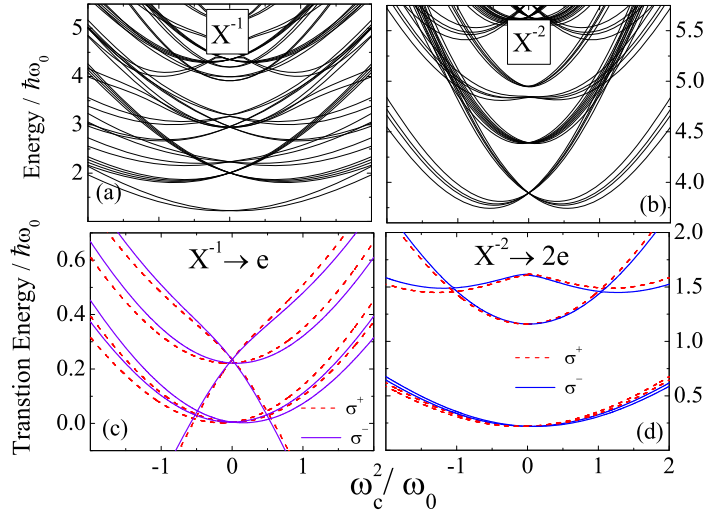 5
4
3
2
Energy / ħω₀
X⁻¹
(a)
5.5
5.0
4.5
4.0
X⁻²
(b)
0.6
0.4
0.2
0.0
Transtion Energy / ħω₀
X⁻¹ → e
σ⁺
σ⁻
(c)
-1
0
1
2
2.0
1.5
1.0
0.5
X⁻² → 2e
σ⁺
σ⁻
(d)
-1
0
1
2
ω_c²/ ω₀